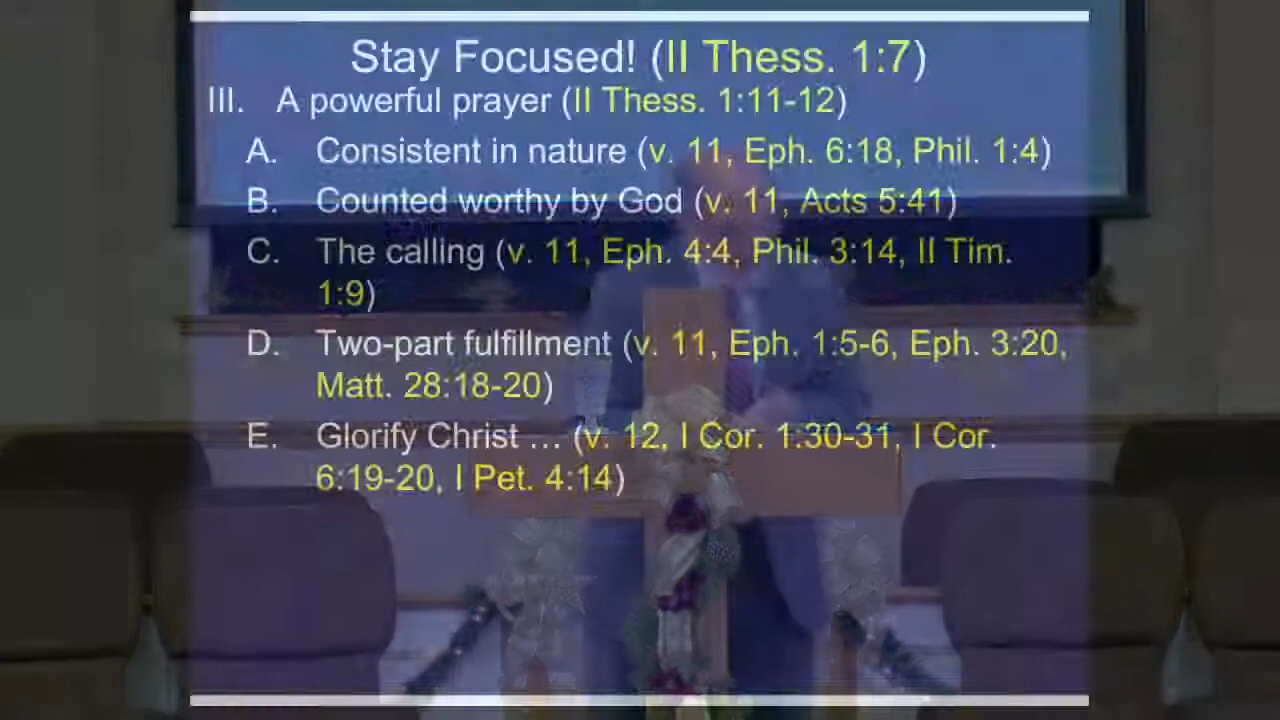 Stay Focused! (II Thess. 1:7)
III. A powerful prayer (II Thess. 1:11-12)
A. Consistent in nature (v. 11, Eph. 6:18, Phil. 1:4)
B. Counted worthy by God (v. 11, Acts 5:41)
C. The calling (v. 11, Eph. 4:4, Phil. 3:14, II Tim.
1:9)
D. Two-part fulfillment (v. 11, Eph. 1:5-6, Eph. 3:20,
Matt. 28:18-20)
E. Glorify Christ … (v. 12, I Cor. 1:30-31, I Cor.
6:19-20, I Pet. 4:14)